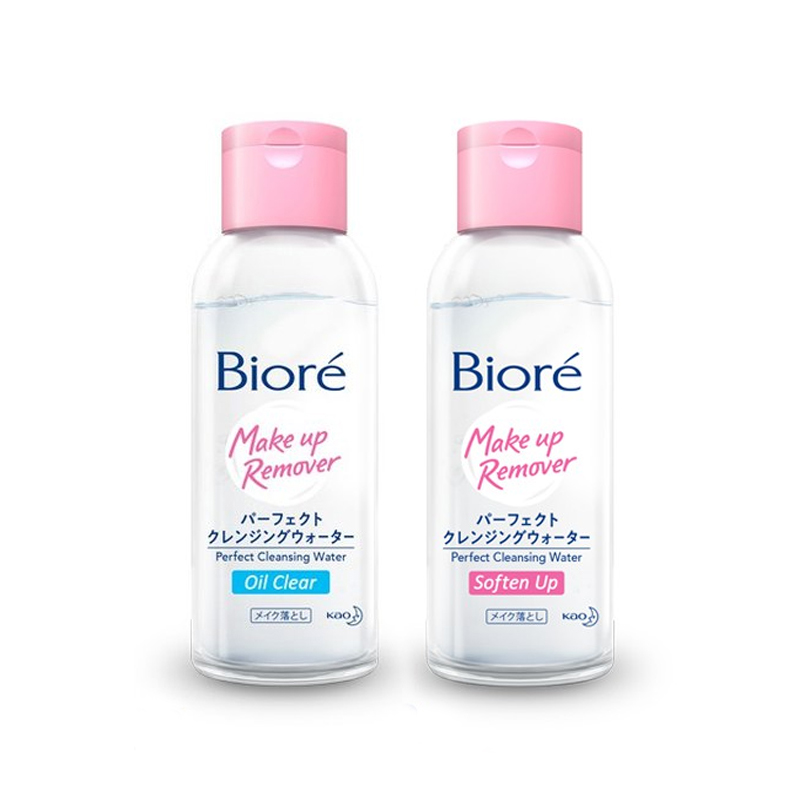 Bioré
Make up
Remover
パーフェクト
クレンジングウォーター
Perfect Cleansing Water
Oil Clear
メイク落とし
Kao
Bioré
Make up
Remover
パーフェクト
クレンジングウォーター
Perfect Cleansing Water
Soften Up
メイク落とし
Kao